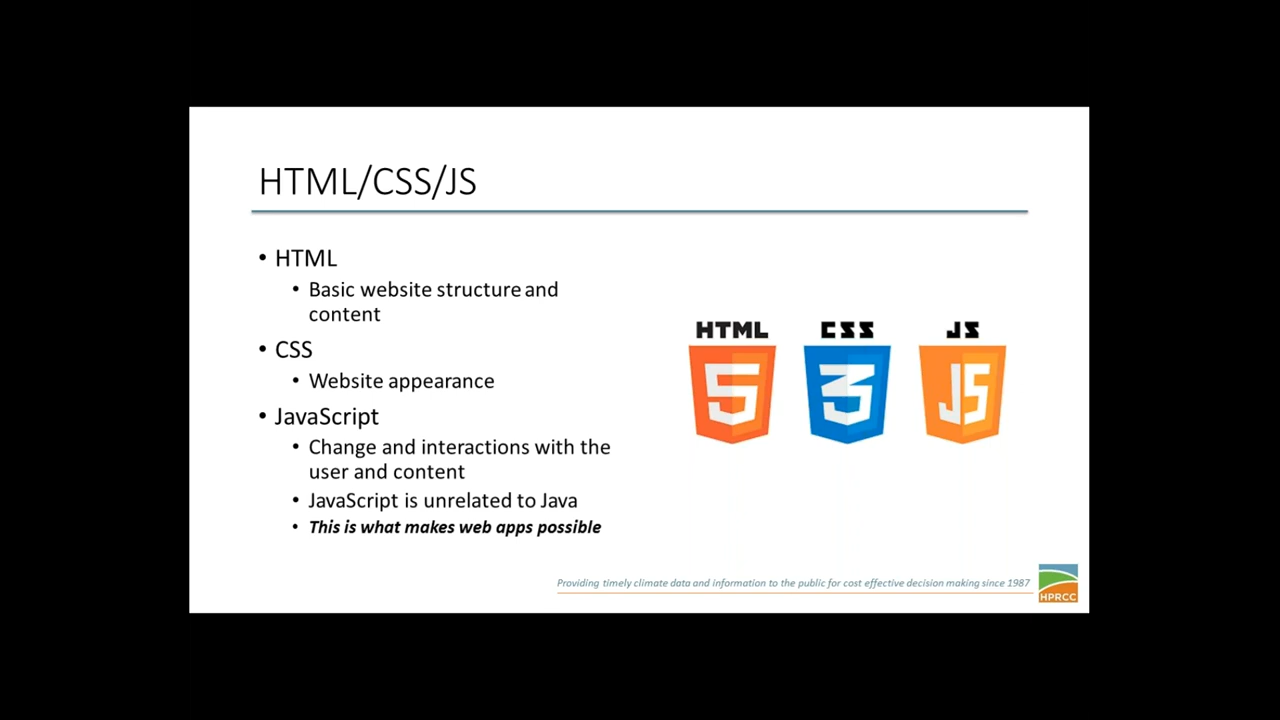 HTML/CSS/JS
• HTML
• Basic website structure and
content
• CSS
• Website appearance
• JavaScript
• Change and interactions with the
user and content
• JavaScript is unrelated to Java
• This is what makes web apps possible
HTML CSS JS
5 3 JS
Providing timely climate data and information to the public for cost effective decision making since 1987
HPRCC